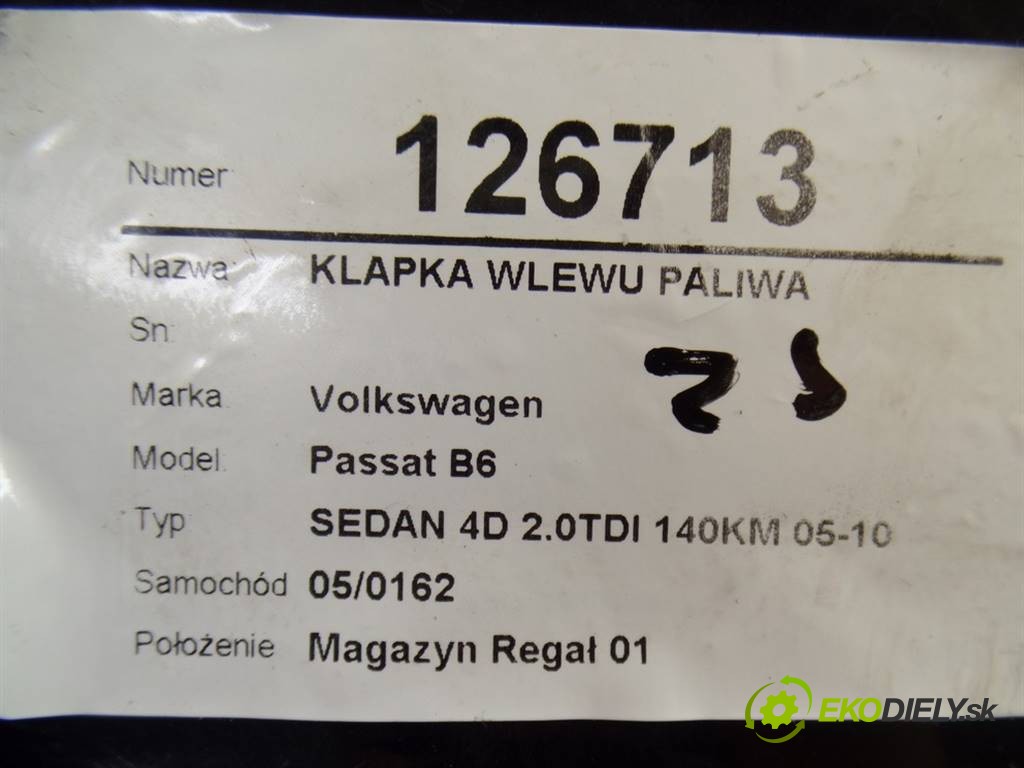 Numer 126713
Nazwa: KLAPKA WLEWU PALIWA
Sn:
Marka: Volkswagen
Model: Passat B6
Typ SEDAN 4D 2.0TDI 140KM 05-10
Samochód 05/0162
Położenie Magazyn Regał 01
EKODIELY.sk